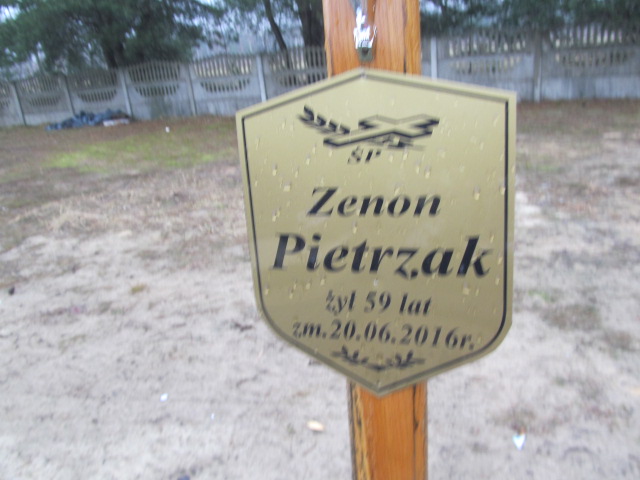 ŚP
Zenon
Pietrzak
żył 59 lat
zm.20.06.2016r.